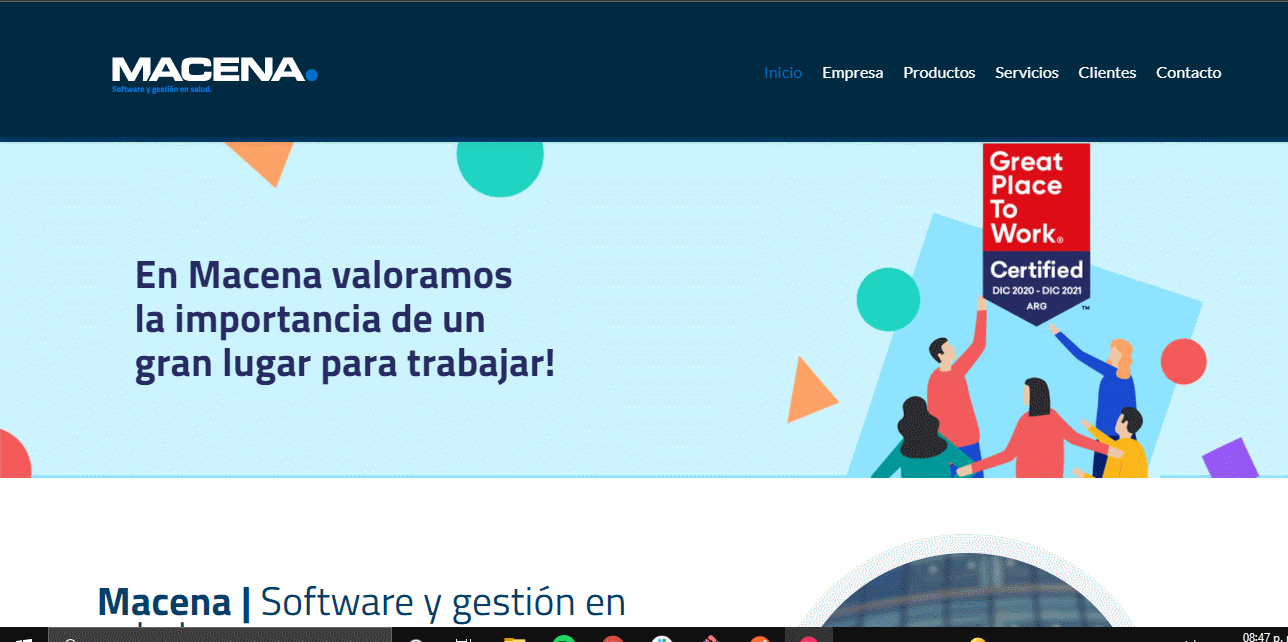 MACENA.
Software y gestión en salud.
Inicio Empresa Productos Servicios Clientes Contacto
Great
Place
To
Work®
Certified
DIC 2020 - DIC 2021
ARG
™
En Macena valoramos
la importancia de un
gran lugar para trabajar!
Macena | Software y gestión en
08:47 p.